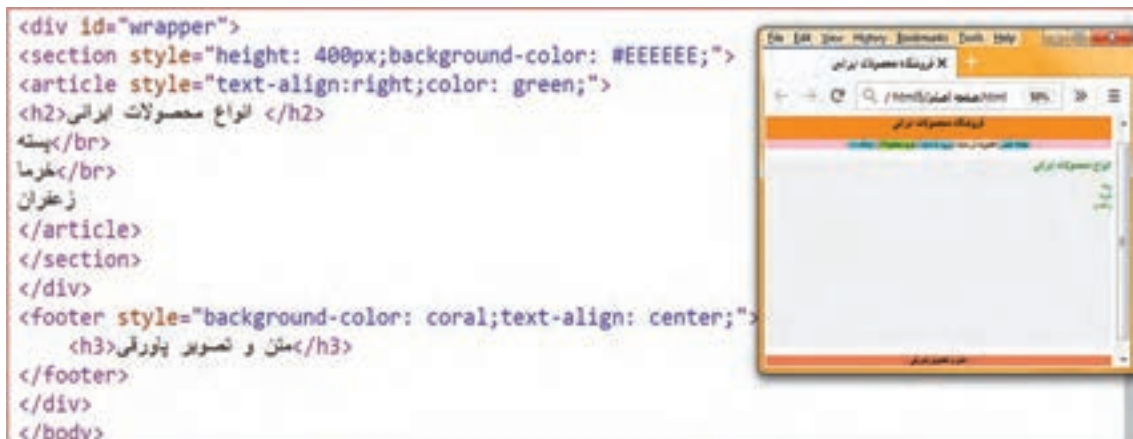 <div id="wrapper">
<section style="height: 400px;background-color: #EEEEEE;">
<article style="text-align:right;color: green;">
<h2>انواع محصولات ایرانی </h2>
پسته</br>
خرما</br>
زعفران
</article>
</section>
</div>
<footer style="background-color: coral;text-align: center;">
<h3>متن و تصویر پاورقی</h3>
</footer>
</div>
</body>
File Edit View History Bookmarks Tools Help
فروشگاه محصولات ایرانی
فروشگاه محصولات ایرانی
انواع محصولات ایرانی